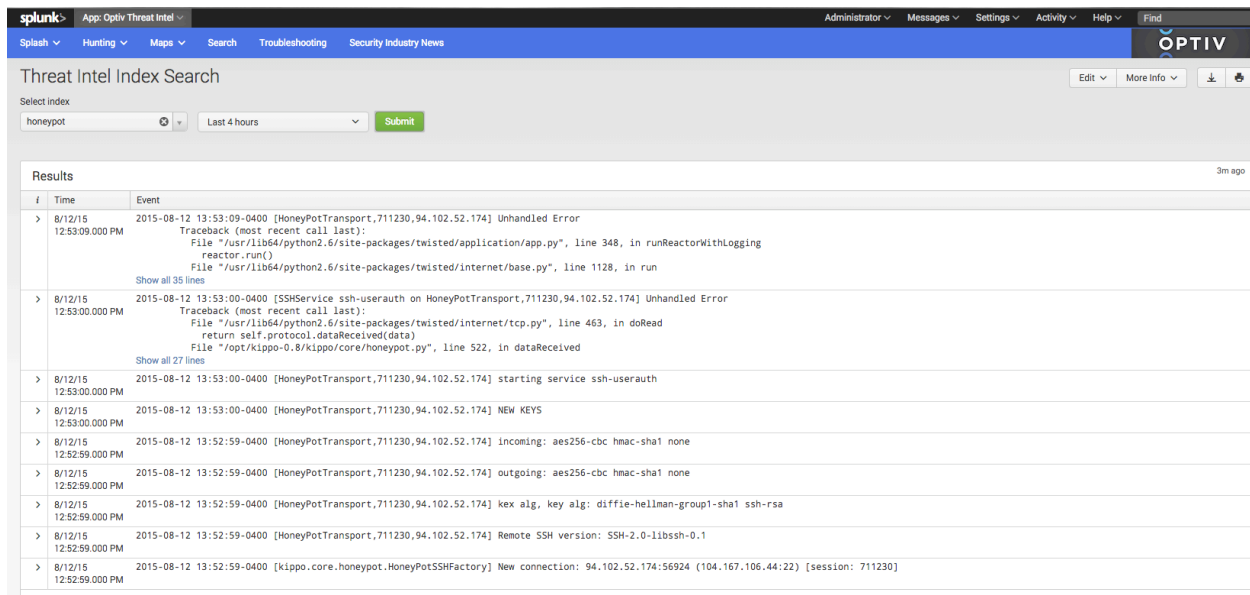 splunk> App: Optiv Threat Intel Administrator Messages Settings Activity Help Find
Splash Hunting Maps Search Troubleshooting Security Industry News OPTIV
Threat Intel Index Search Edit More Info
Select index
honeypot Last 4 hours Submit
Results 3m ago
i Time Event
8/12/15 2015-08-12 13:53:09-0400 [HoneyPotTransport,711230,94.102.52.174] Unhandled Error
12:53:09.000 PM Traceback (most recent call last):
File "/usr/lib64/python2.6/site-packages/twisted/application/app.py", line 348, in runReactorWithLogging
reactor.run()
File "/usr/lib64/python2.6/site-packages/twisted/internet/base.py", line 1128, in run
Show all 35 lines
8/12/15 2015-08-12 13:53:00-0400 [SSHService ssh-userauth on HoneyPotTransport,711230,94.102.52.174] Unhandled Error
12:53:00.000 PM Traceback (most recent call last):
File "/usr/lib64/python2.6/site-packages/twisted/internet/tcp.py", line 463, in doRead
return self.protocol.dataReceived(data)
File "/opt/kippo-0.8/kippo/core/honeypot.py", line 522, in dataReceived
Show all 27 lines
8/12/15 2015-08-12 13:53:00-0400 [HoneyPotTransport,711230,94.102.52.174] starting service ssh-userauth
12:53:00.000 PM
8/12/15 2015-08-12 13:53:00-0400 [HoneyPotTransport,711230,94.102.52.174] NEW KEYS
12:53:00.000 PM
8/12/15 2015-08-12 13:52:59-0400 [HoneyPotTransport,711230,94.102.52.174] incoming: aes256-cbc hmac-sha1 none
12:52:59.000 PM
8/12/15 2015-08-12 13:52:59-0400 [HoneyPotTransport,711230,94.102.52.174] outgoing: aes256-cbc hmac-sha1 none
12:52:59.000 PM
8/12/15 2015-08-12 13:52:59-0400 [HoneyPotTransport,711230,94.102.52.174] kex alg, key alg: diffie-hellman-group1-sha1 ssh-rsa
12:52:59.000 PM
8/12/15 2015-08-12 13:52:59-0400 [HoneyPotTransport,711230,94.102.52.174] Remote SSH version: SSH-2.0-libssh-0.1
12:52:59.000 PM
8/12/15 2015-08-12 13:52:59-0400 [kippo.core.honeypot.HoneyPotSSHFactory] New connection: 94.102.52.174:56924 (104.167.106.44:22) [session: 711230]
12:52:59.000 PM